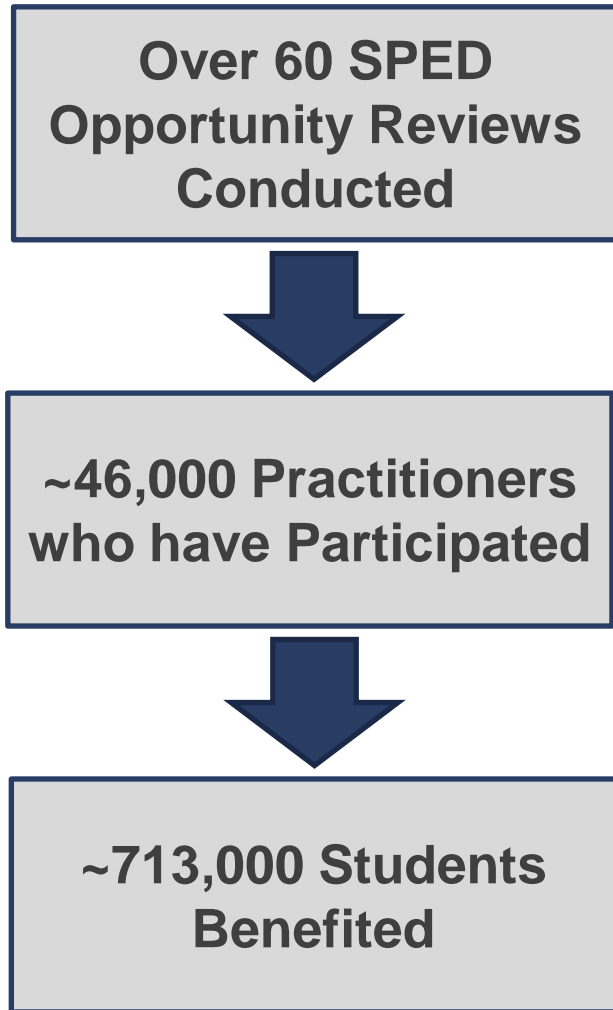 Over 60 SPED
Opportunity Reviews
Conducted
~46,000 Practitioners
who have Participated
~713,000 Students
Benefited